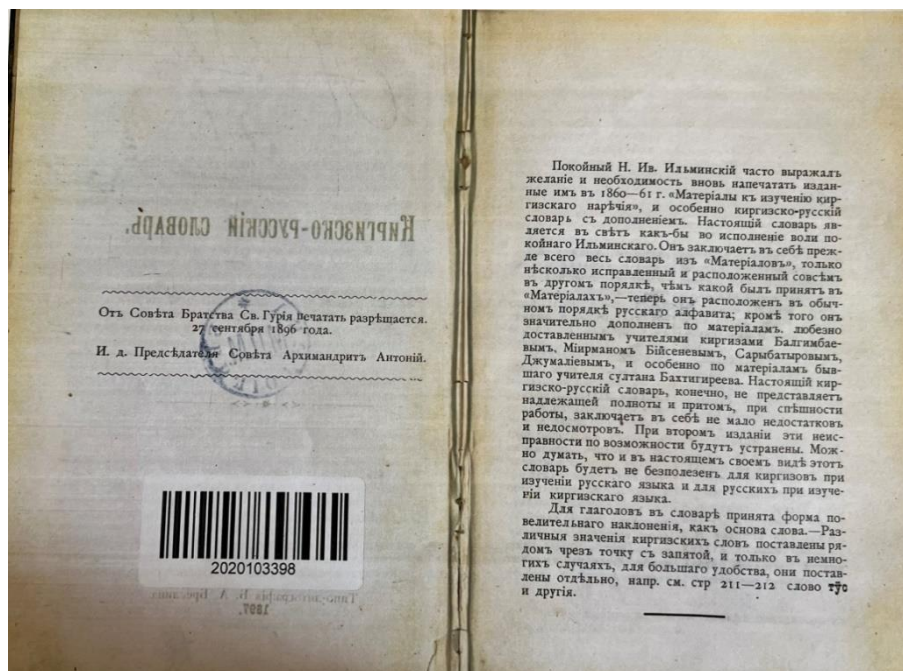 Киргизско-русскій словарь.
Отъ Совѣта Братства Св. Гурія печатать разрѣшается.
27 сентября 1896 года.
И. д. Предсѣдателя Совѣта Архимандритъ Антоній.
2020103398
Типо-литографія В.
1897.
Покойный Н. Ив. Ильминскій часто выражалъ
желаніе и необходимость вновь напечатать издан-
ные имъ въ 1860—61 г. «Матеріалы къ изученію кир-
гизскаго нарѣчія», и особенно киргизско-русскій
словарь съ дополненіемъ. Настоящій словарь яв-
ляется въ свѣтъ какъ-бы во исполненіе воли по-
койнаго Ильминскаго. Онъ заключаетъ въ себѣ преж-
де всего весь словарь изъ «Матеріаловъ», только
нѣсколько исправленный и расположенный совсѣмъ
въ другомъ порядкѣ, чѣмъ какой былъ принятъ въ
«Матеріалахъ»,—теперь онъ расположенъ въ обыч-
номъ порядкѣ русскаго алфавита; кромѣ того онъ
значительно дополненъ по матеріаламъ. любезно
доставленнымъ учителями киргизами Балгимбае-
вымъ, Міирманомъ Бійсеневымъ, Сарыбатыровымъ,
Джумаліевымъ, и особенно по матеріаламъ быв-
шаго учителя султана Бахтигиреева. Настоящій кир-
гизско-русскій словарь, конечно, не представляетъ
надлежащей полноты и притомъ, при спѣшности
работы, заключаетъ въ себѣ не мало недостатковъ
и недосмотровъ. При второмъ изданіи эти неис-
правности по возможности будутъ устранены. Мож-
но думать, что и въ настоящемъ своемъ видѣ этотъ
словарь будетъ не безполезенъ для киргизовъ при
изученіи русскаго языка и для русскихъ при изуче-
ніи киргизскаго языка.
Для глаголовъ въ словарѣ принята форма по-
велительнаго наклоненія, какъ основа слова.—Раз-
личныя значенія киргизскихъ словъ поставлены ря-
домъ чрезъ точку съ запятой, и только въ немно-
гихъ случаяхъ, для большаго удобства, они постав-
лены отдѣльно, напр. см. стр 211—212 слово тӱс
и другія.